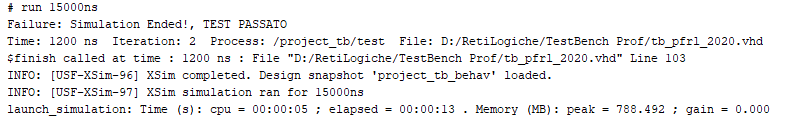 # run 15000ns
Failure: Simulation Ended!, TEST PASSATO
Time: 1200 ns  Iteration: 2  Process: /project_tb/test  File: D:/RetiLogiche/TestBench Prof/tb_pfrl_2020.vhd
$finish called at time : 1200 ns : File "D:/RetiLogiche/TestBench Prof/tb_pfrl_2020.vhd" Line 103
INFO: [USF-XSim-96] XSim completed. Design snapshot 'project_tb_behav' loaded.
INFO: [USF-XSim-97] XSim simulation ran for 15000ns
launch_simulation: Time (s): cpu = 00:00:05 ; elapsed = 00:00:13 . Memory (MB): peak = 788.492 ; gain = 0.000